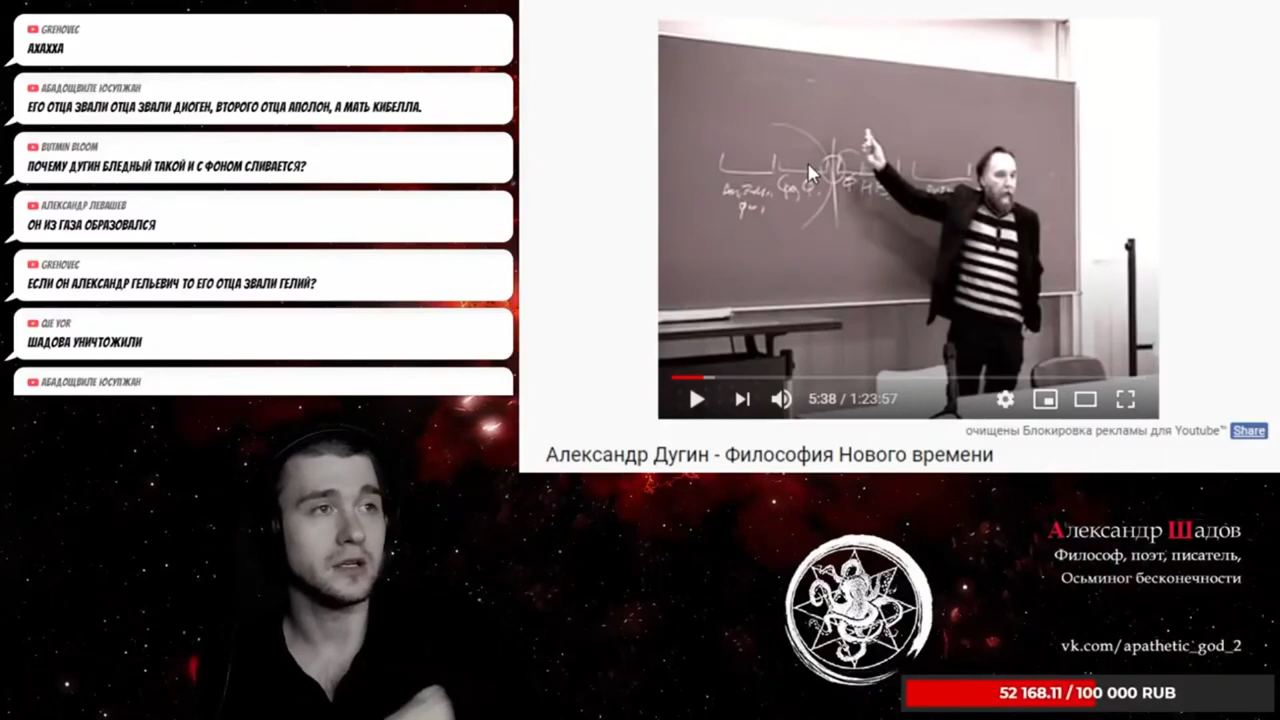 GREHOVEC
АХАХХА
АБАДОЩВИЛЕ ЮСУПЖАН
ЕГО ОТЦА ЗВАЛИ ОТЦА ЗВАЛИ ДИОГЕН, ВТОРОГО ОТЦА АПОЛОН, А МАТЬ КИБЕЛЛА.
BUTMIN BLOOM
ПОЧЕМУ ДУГИН БЛЕДНЫЙ ТАКОЙ И С ФОНОМ СЛИВАЕТСЯ?
АЛЕКСАНДР ЛЕВАШЕВ
ОН ИЗ ГАЗА ОБРАЗОВАЛСЯ
GREHOVEC
ЕСЛИ ОН АЛЕКСАНДР ГЕЛЬЕВИЧ ТО ЕГО ОТЦА ЗВАЛИ ГЕЛИЙ?
QIE YOR
ШАДОВА УНИЧТОЖИЛИ
АБАДОЩВИЛЕ ЮСУПЖАН
5:38 / 1:23:57
очищены Блокировка рекламы для Youtube™ Share
Александр Дугин - Философия Нового времени
Александр Шадов
Философ, поэт, писатель,
Осьминог бесконечности
vk.com/apathetic_god_2
52 168.11 / 100 000 RUB